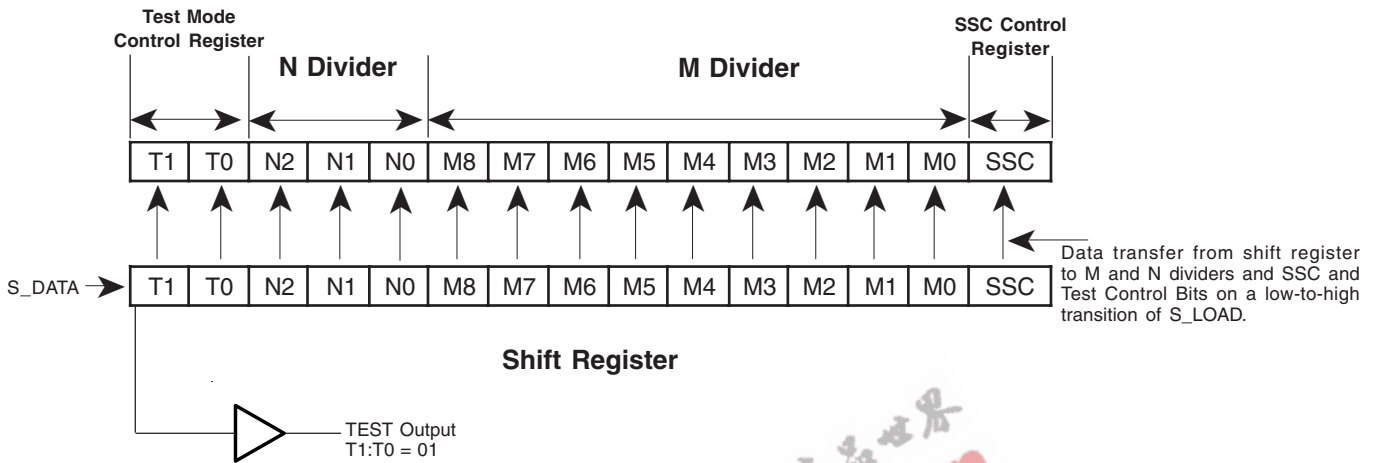 Test Mode
Control Register
N Divider
M Divider
SSC Control
Register
T1 T0 N2 N1 N0 M8 M7 M6 M5 M4 M3 M2 M1 M0 SSC
Data transfer from shift register
to M and N dividers and SSC and
Test Control Bits on a low-to-high
transition of S_LOAD.
S_DATA
T1 T0 N2 N1 N0 M8 M7 M6 M5 M4 M3 M2 M1 M0 SSC
Shift Register
TEST Output
T1:T0 = 01